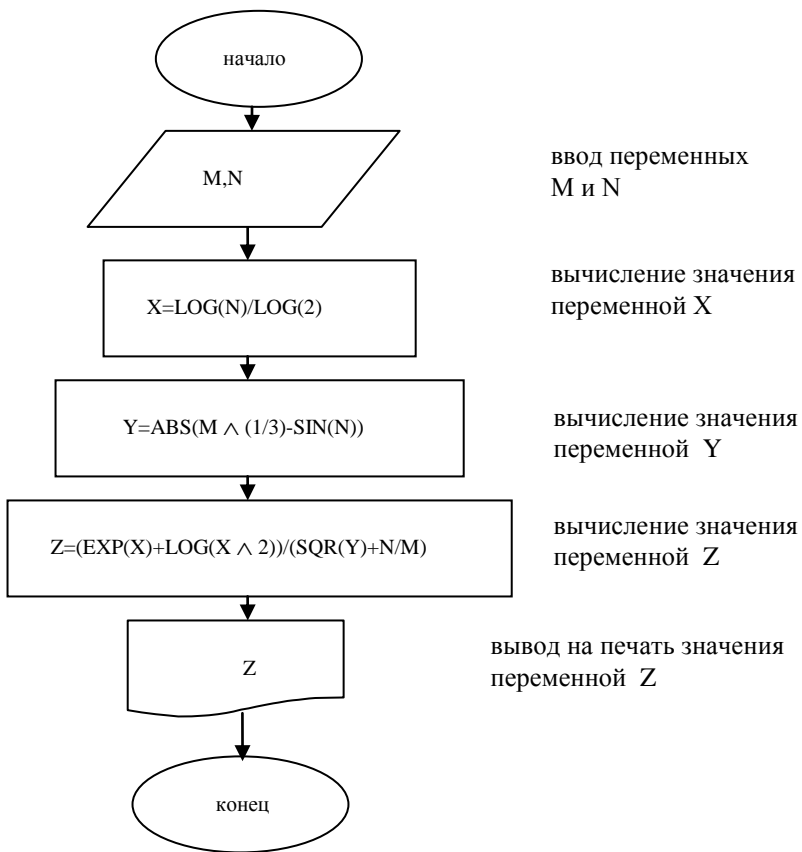 начало
M,N
ввод переменных
M и N
X=LOG(N)/LOG(2)
вычисление значения
переменной X
Y=ABS(M ∧ (1/3)-SIN(N))
вычисление значения
переменной Y
Z=(EXP(X)+LOG(X ∧ 2))/(SQR(Y)+N/M)
вычисление значения
переменной Z
Z
вывод на печать значения
переменной Z
конец